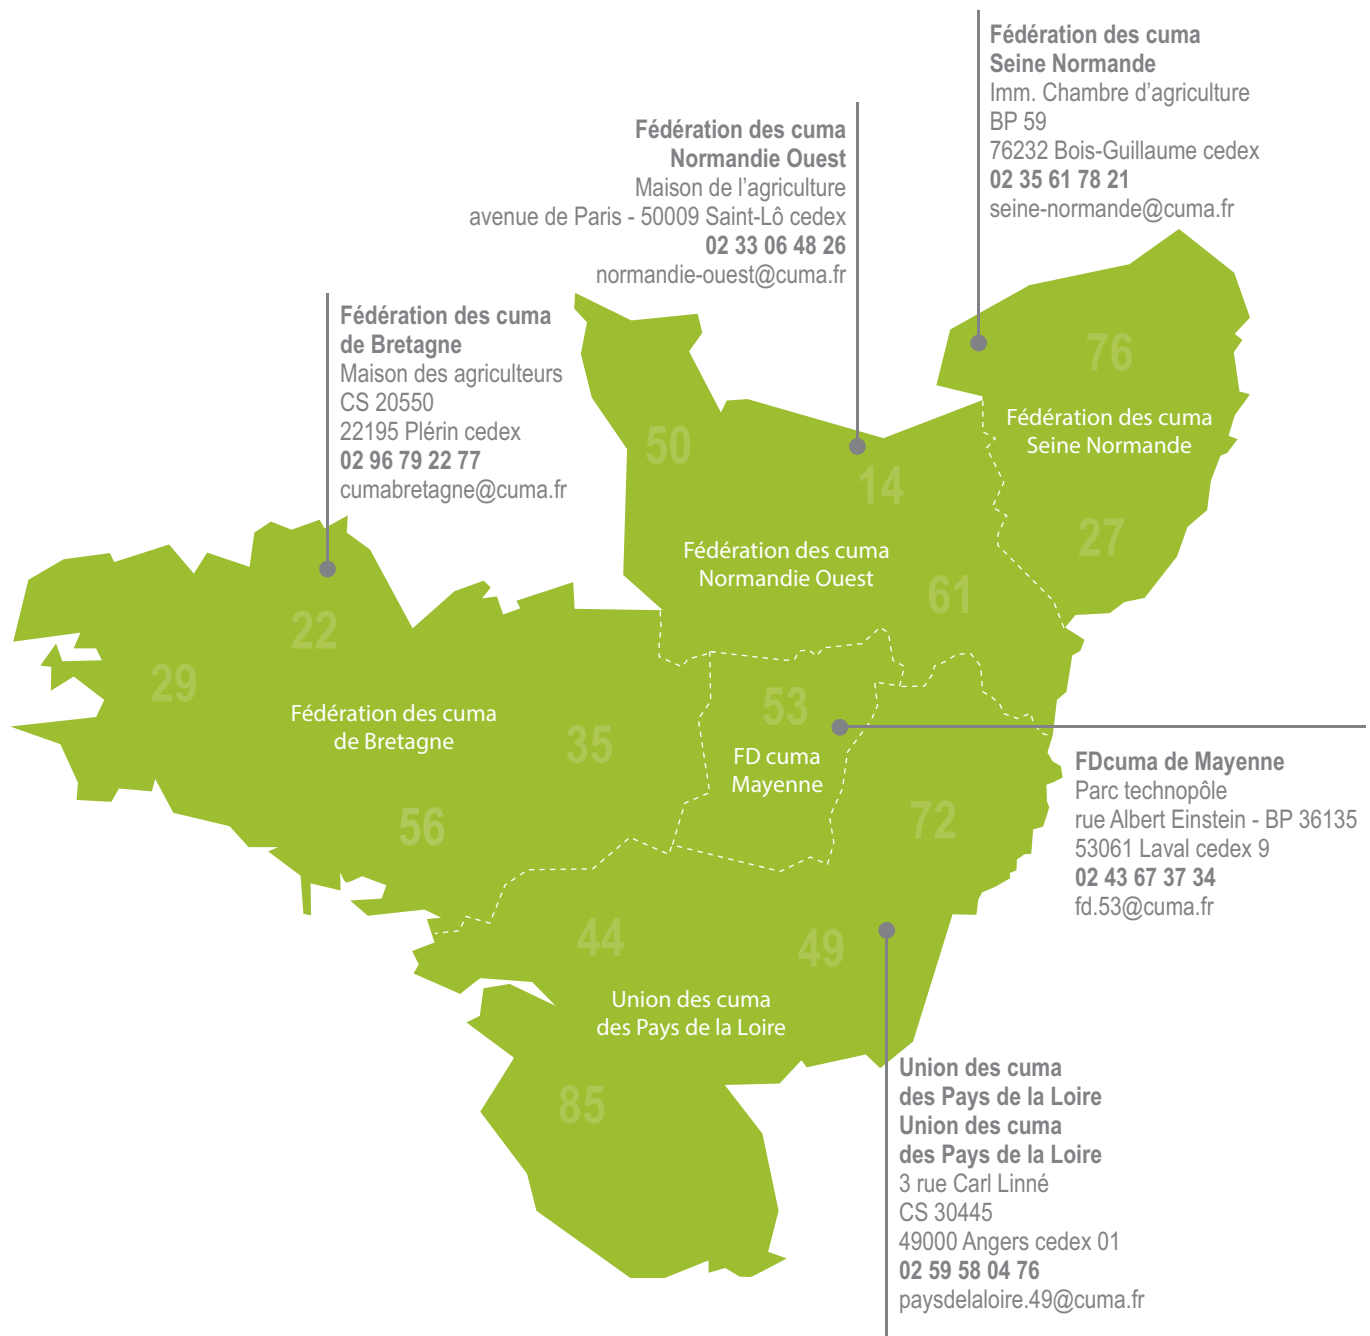 Fédération des cuma
Seine Normande
Imm. Chambre d'agriculture
BP 59
76232 Bois-Guillaume cedex
02 35 61 78 21
seine-normande@cuma.fr
Fédération des cuma
Normandie Ouest
Maison de l'agriculture
avenue de Paris - 50009 Saint-Lô cedex
02 33 06 48 26
normandie-ouest@cuma.fr
Fédération des cuma
de Bretagne
Maison des agriculteurs
CS 20550
22195 Plérin cedex
02 96 79 22 77
cumabretagne@cuma.fr
76
Fédération des cuma
Seine Normande
27
50
14
Fédération des cuma
Normandie Ouest
61
22
29
Fédération des cuma
de Bretagne
35
56
53
FD cuma
Mayenne
72
FDcuma de Mayenne
Parc technopôle
rue Albert Einstein - BP 36135
53061 Laval cedex 9
02 43 67 37 34
fd.53@cuma.fr
44
49
Union des cuma
des Pays de la Loire
85
Union des cuma
des Pays de la Loire
Union des cuma
des Pays de la Loire
3 rue Carl Linné
CS 30445
49000 Angers cedex 01
02 59 58 04 76
paysdelaloire.49@cuma.fr